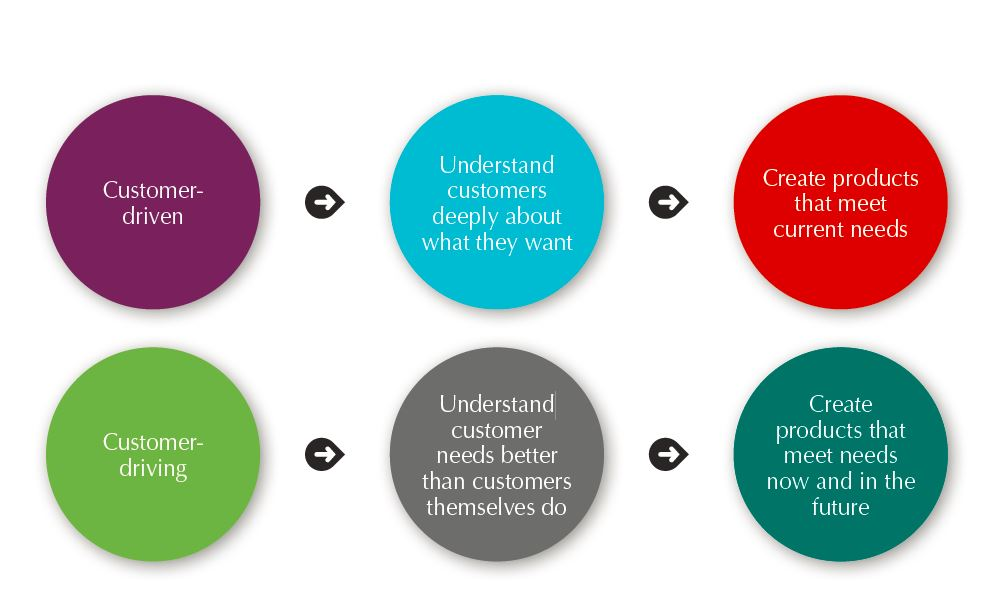 Customer-
driven
Understand
customers
deeply about
what they want
Create products
that meet
current needs
Customer-
driving
Understand
customer
needs better
than customers
themselves do
Create
products that
meet needs
now and in the
future